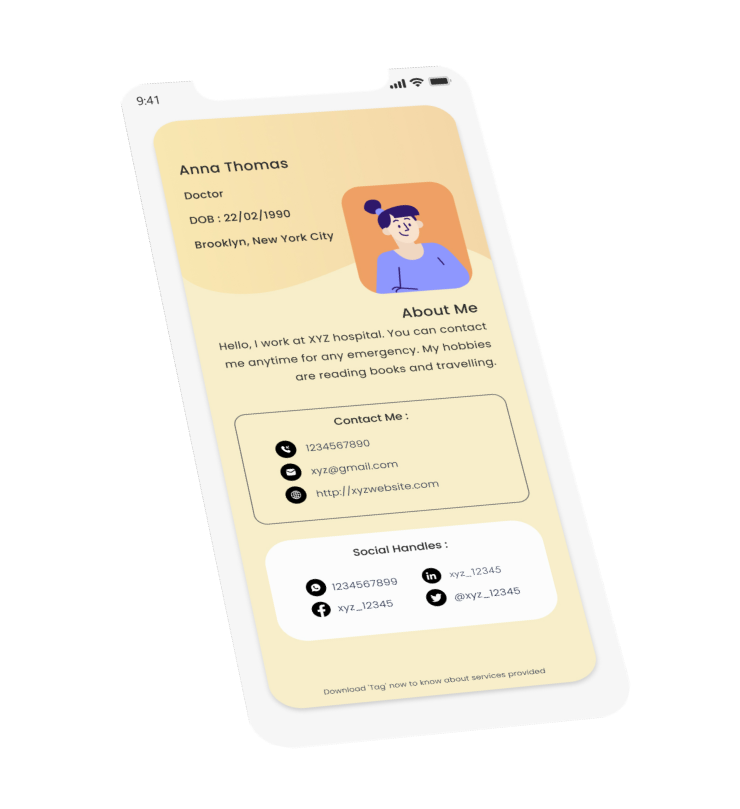 9:41
Anna Thomas
Doctor
DOB : 22/02/1990
Brooklyn, New York City
About Me
Hello, I work at XYZ hospital. You can contact
me anytime for any emergency. My hobbies
are reading books and travelling.
Contact Me :
1234567890
xyz@gmail.com
http://xyzwebsite.com
Social Handles :
1234567899
xyz_12345
xyz_12345
@xyz_12345
Download 'Tag' now to know about services provided